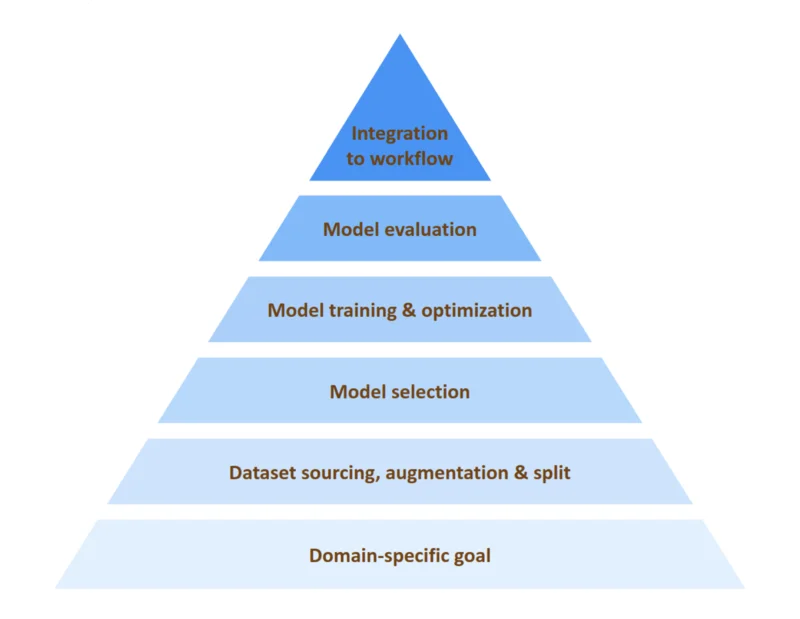 Integration
to workflow
Model evaluation
Model training & optimization
Model selection
Dataset sourcing, augmentation & split
Domain-specific goal